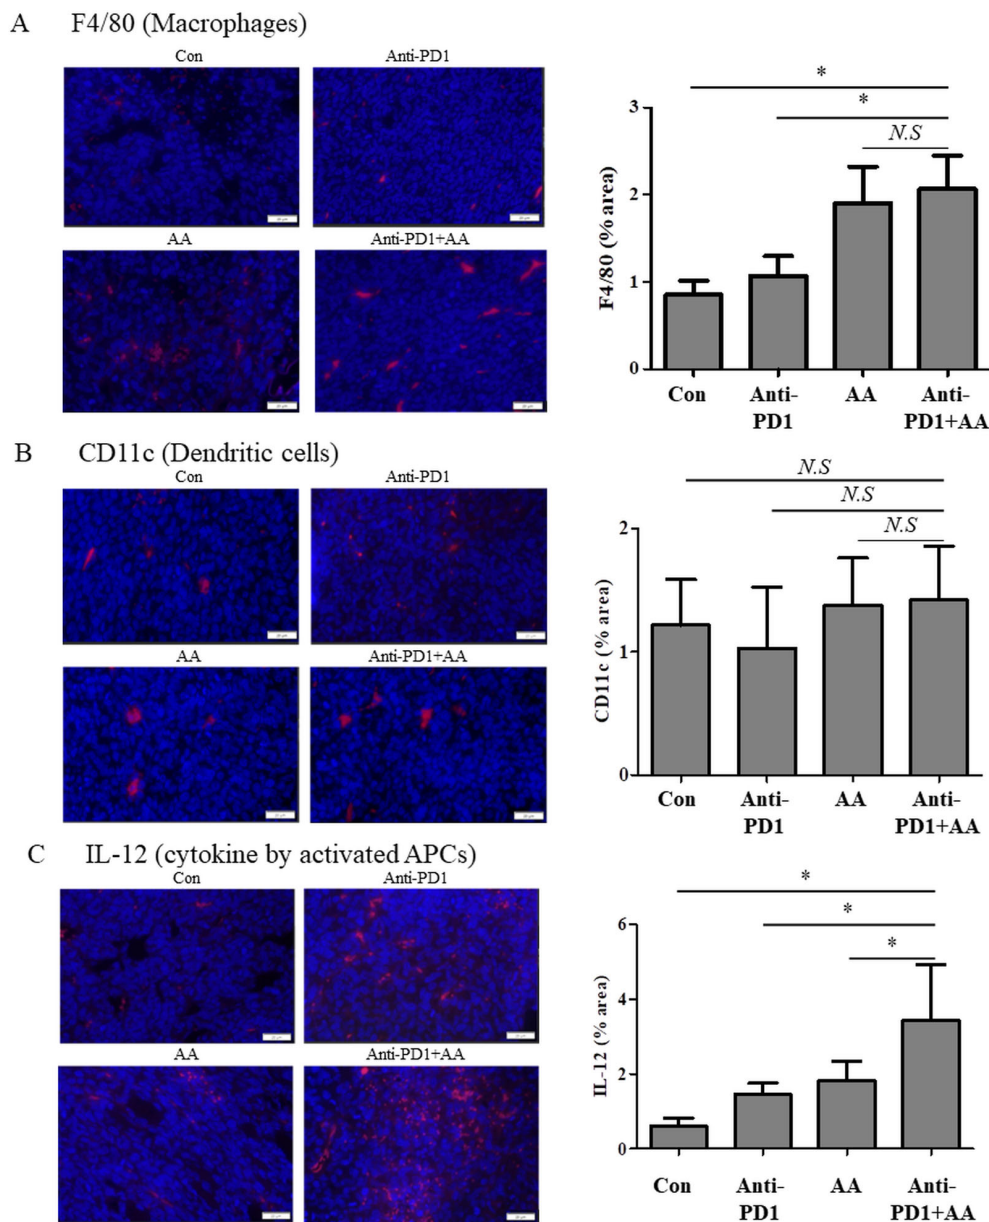 A F4/80 (Macrophages)
Con Anti-PD1
AA Anti-PD1+AA
*
*
N.S
3
2
1
0
F4/80 (% area)
Con Anti-PD1 AA Anti-PD1+AA
B CD11c (Dendritic cells)
Con Anti-PD1
AA Anti-PD1+AA
N.S
N.S
N.S
2
1
0
CD11c (% area)
Con Anti-PD1 AA Anti-PD1+AA
C IL-12 (cytokine by activated APCs)
Con Anti-PD1
AA Anti-PD1+AA
*
*
*
6
4
2
0
IL-12 (% area)
Con Anti-PD1 AA Anti-PD1+AA